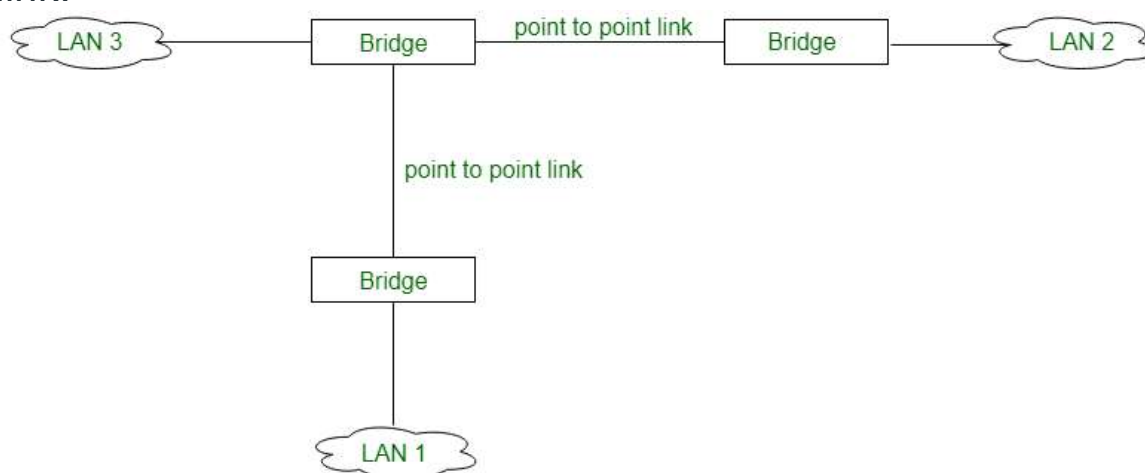 LAN 3
Bridge
point to point link
Bridge
LAN 2
point to point link
Bridge
LAN 1